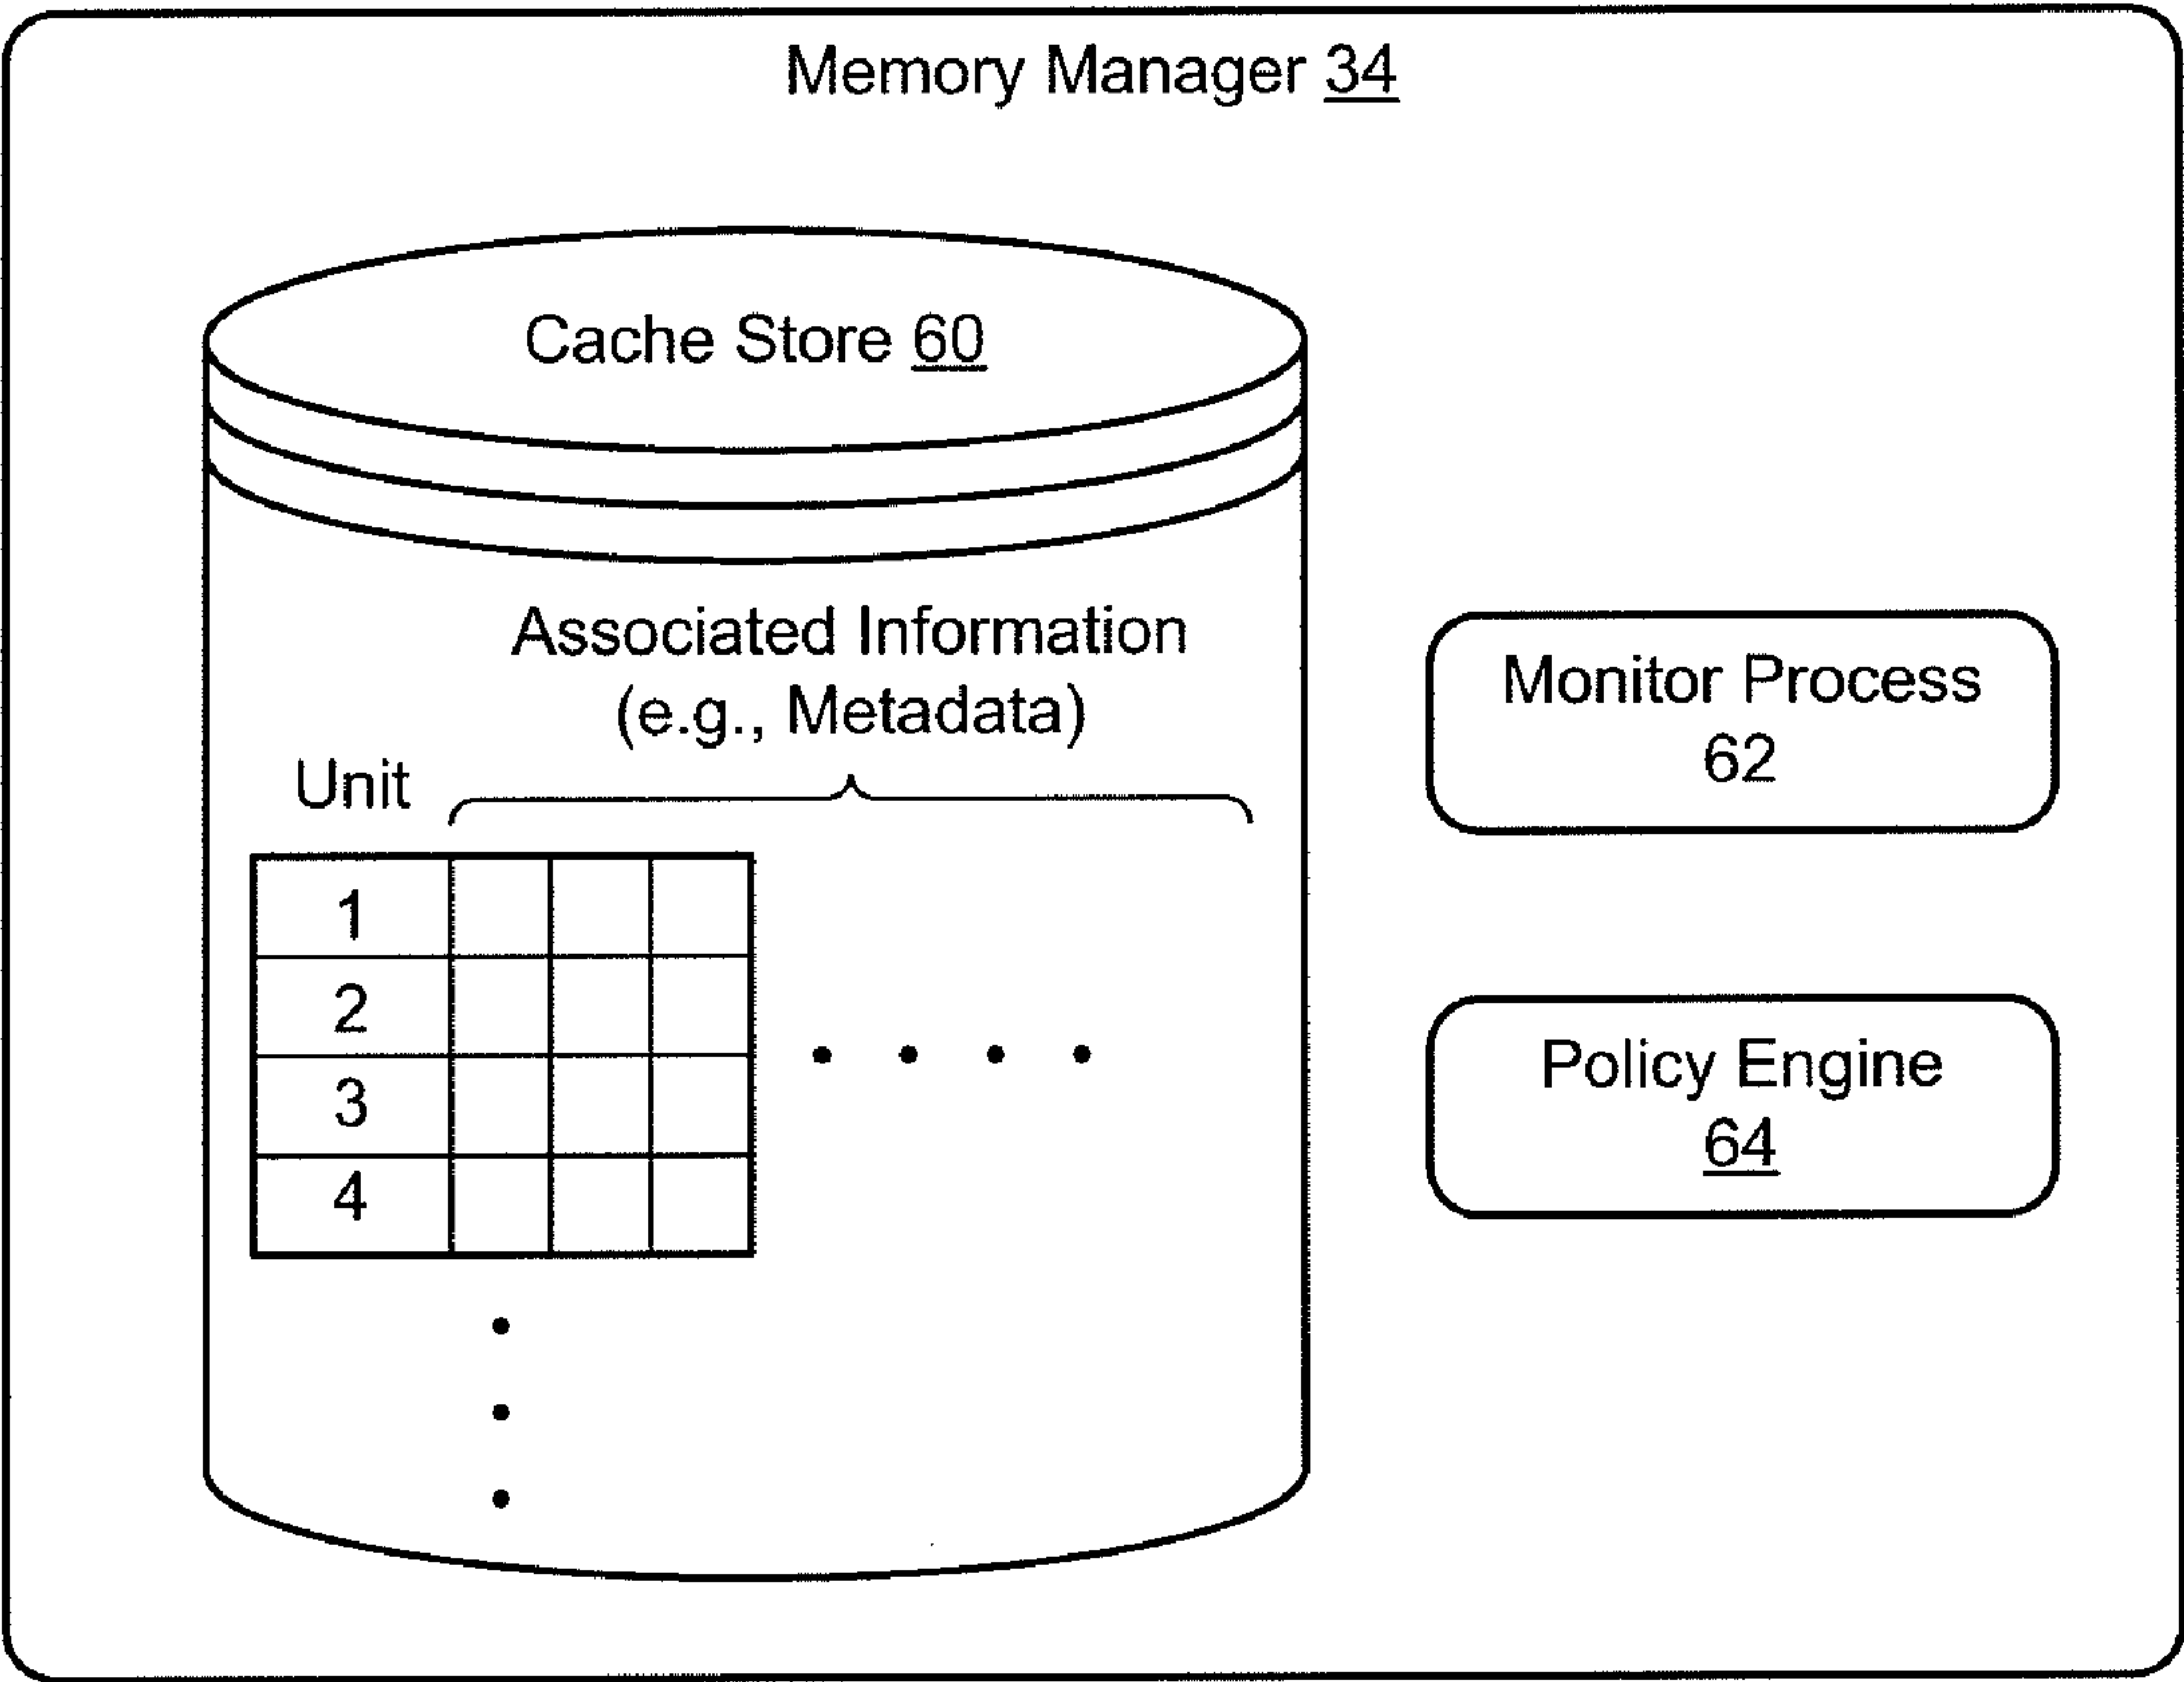 Memory Manager 34
Cache Store 60
Associated Information
(e.g., Metadata)
Unit
1
2
3
4
Monitor Process
62
Policy Engine
64